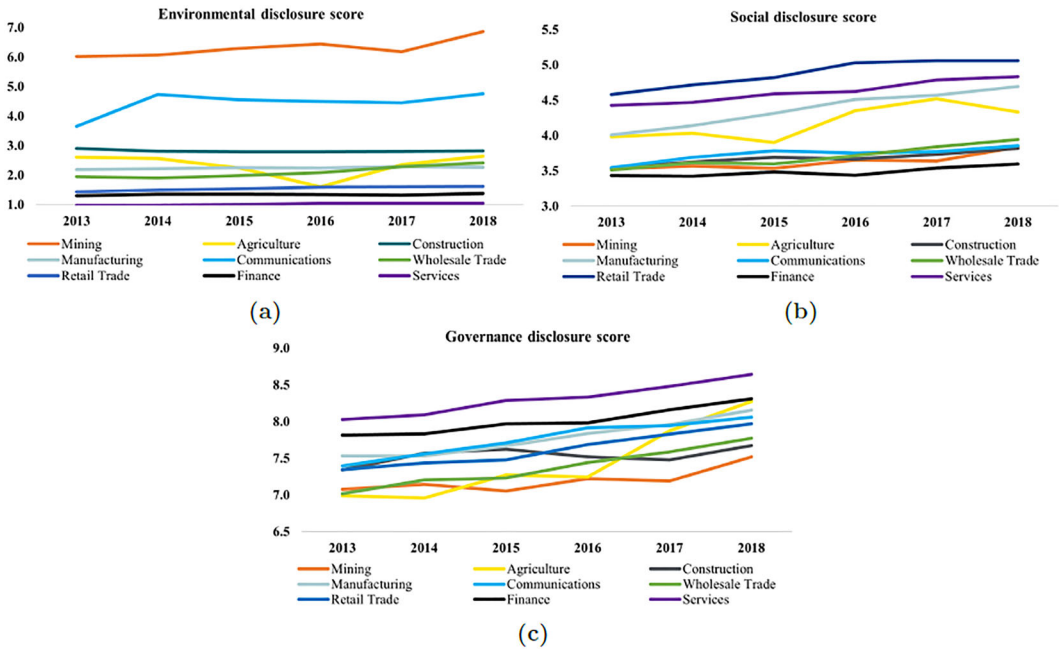 Environmental disclosure score
7.0
6.0
5.0
4.0
3.0
2.0
1.0
2013 2014 2015 2016 2017 2018
Mining Agriculture Construction
Manufacturing Communications Wholesale Trade
Retail Trade Finance Services
(a)
Social disclosure score
5.5
5.0
4.5
4.0
3.5
3.0
2013 2014 2015 2016 2017 2018
Mining Agriculture Construction
Manufacturing Communications Wholesale Trade
Retail Trade Finance Services
(b)
Governance disclosure score
9.0
8.5
8.0
7.5
7.0
6.5
2013 2014 2015 2016 2017 2018
Mining Agriculture Construction
Manufacturing Communications Wholesale Trade
Retail Trade Finance Services
(c)